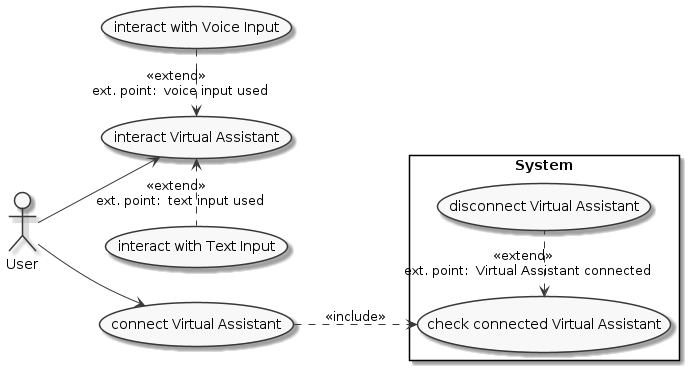 interact with Voice Input
«extend»
ext. point:  voice input used
interact Virtual Assistant
«extend»
ext. point:  text input used
interact with Text Input
User
connect Virtual Assistant
«include»
System
disconnect Virtual Assistant
«extend»
ext. point:  Virtual Assistant connected
check connected Virtual Assistant